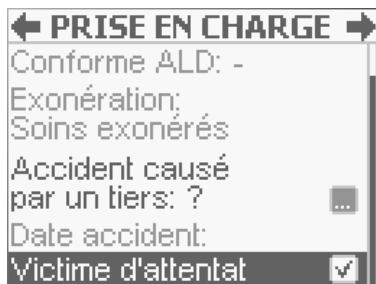 PRISE EN CHARGE
Conforme ALD: -
Exonération:
Soins exonérés
Accident causé
par un tiers: ?
...
Date accident:
Victime d'attentat